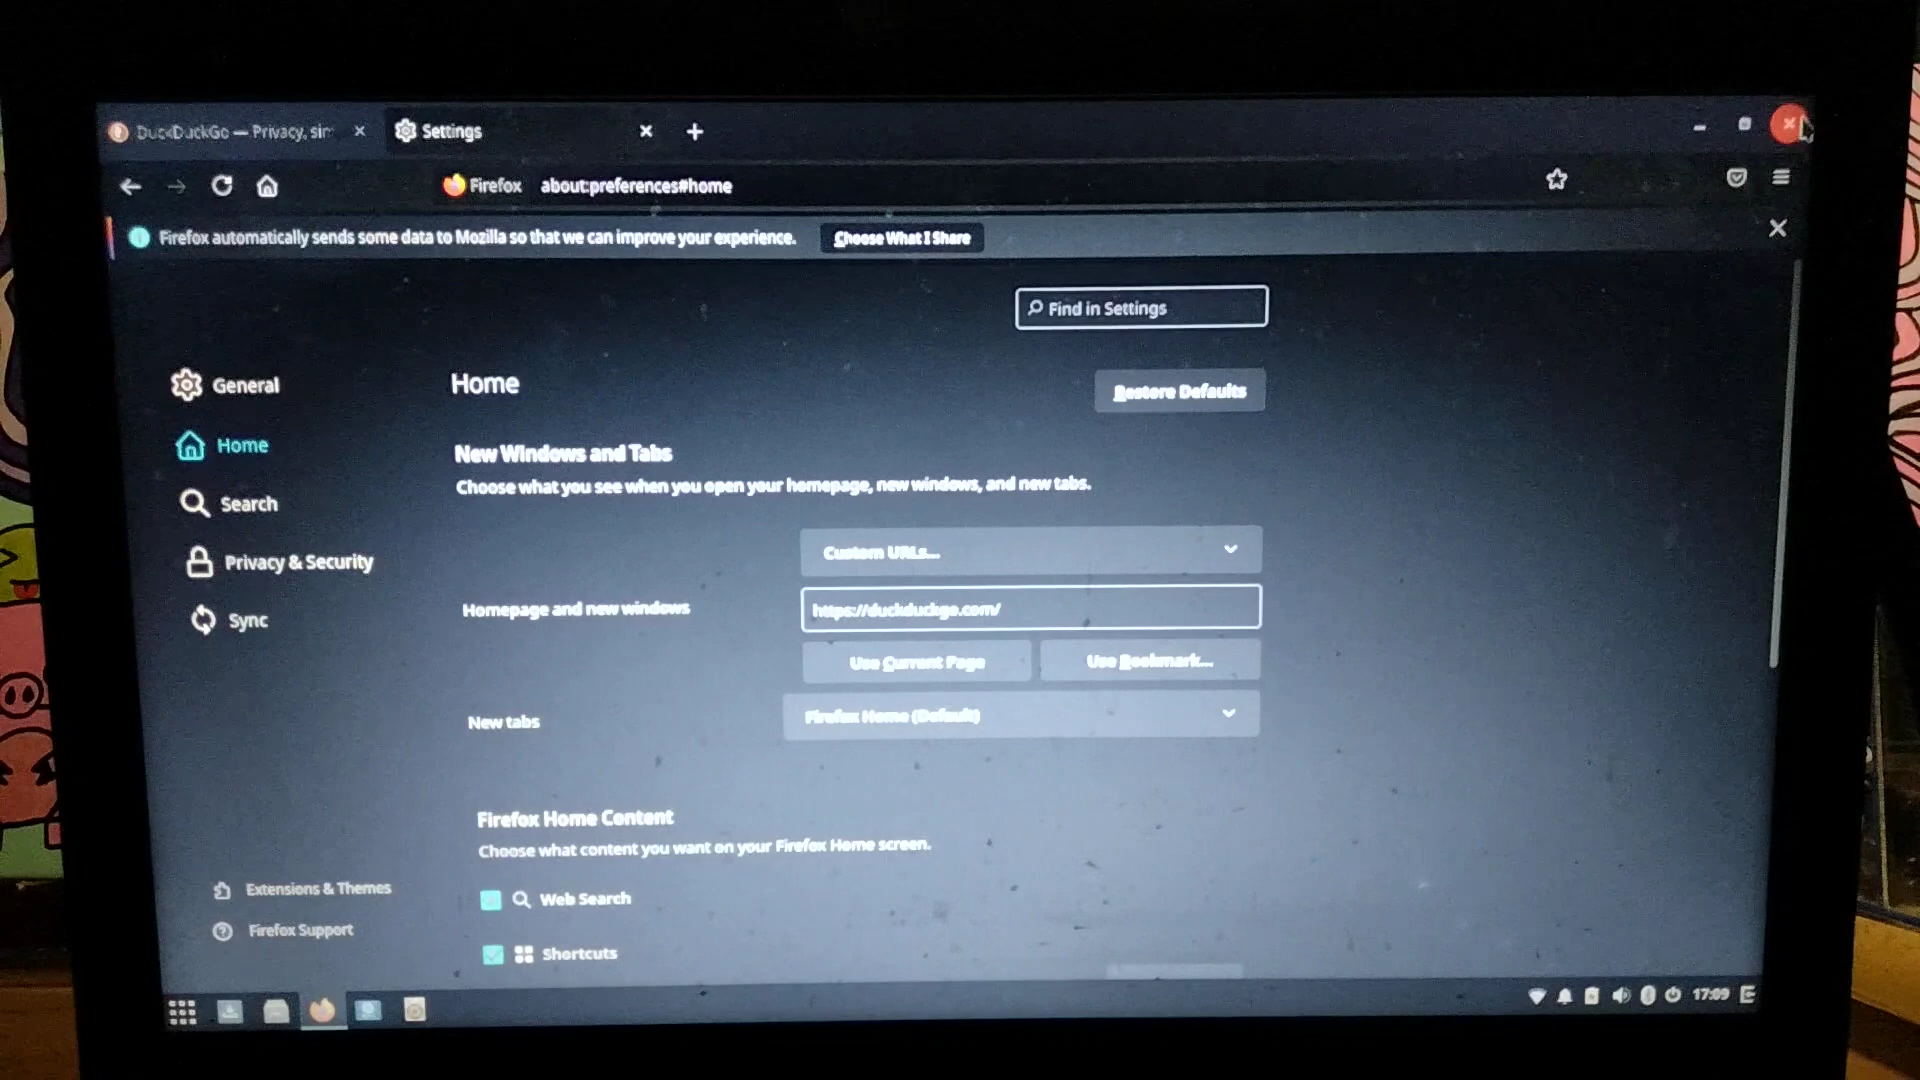 DuckDuckGo — Privacy, sim
Settings
Firefox about:preferences#home
Firefox automatically sends some data to Mozilla so that we can improve your experience. Choose What I Share
Find in Settings
General
Home
Search
Privacy & Security
Sync
Extensions & Themes
Firefox Support
Home
Restore Defaults
New Windows and Tabs
Choose what you see when you open your homepage, new windows, and new tabs.
Homepage and new windows
Custom URLs...
https://duckduckgo.com/
Use Current Page
Use Bookmark...
New tabs
Firefox Home (Default)
Firefox Home Content
Choose what content you want on your Firefox Home screen.
Web Search
Shortcuts
17:09